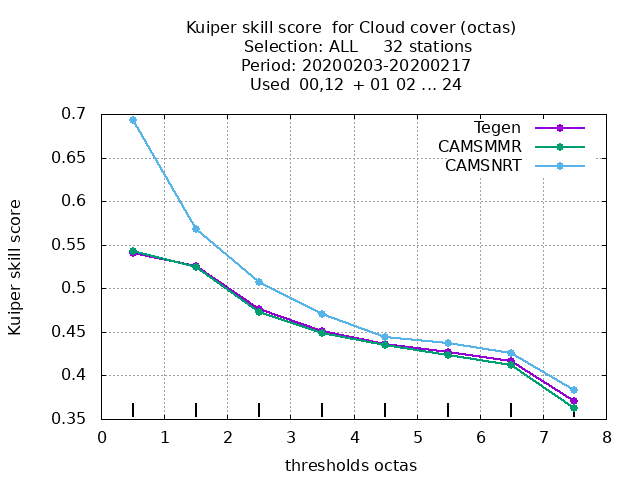 Kuiper skill score  for Cloud cover (octas)
Selection: ALL     32 stations
Period: 20200203-20200217
Used  00,12  + 01 02 ... 24
Tegen
CAMSMMR
CAMSNRT
Kuiper skill score
0.7
0.65
0.6
0.55
0.5
0.45
0.4
0.35
0 1 2 3 4 5 6 7 8
thresholds octas